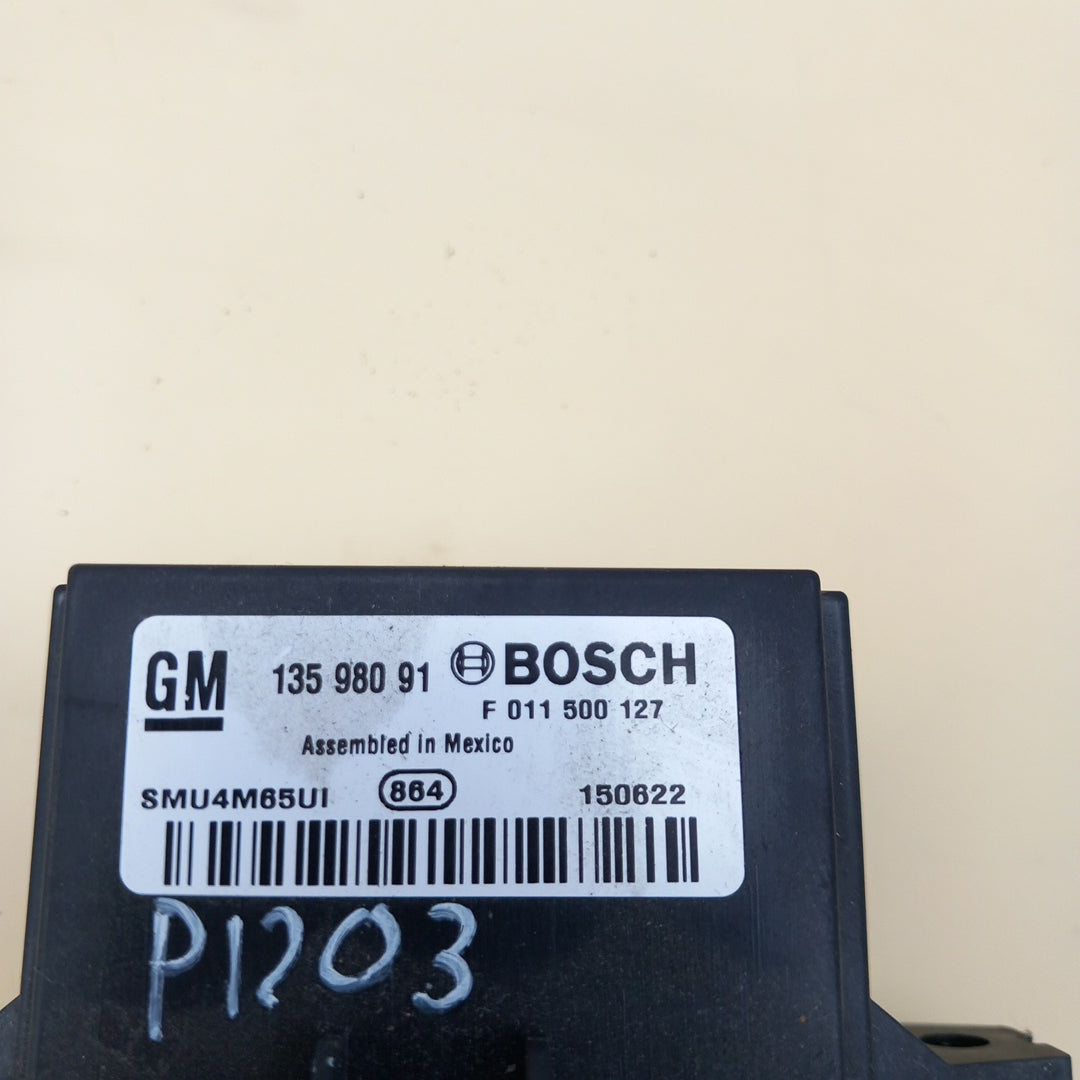 GM 135 980 91 BOSCH
F 011 500 127
Assembled in Mexico
SMU4M65UI 864 150622
P1203